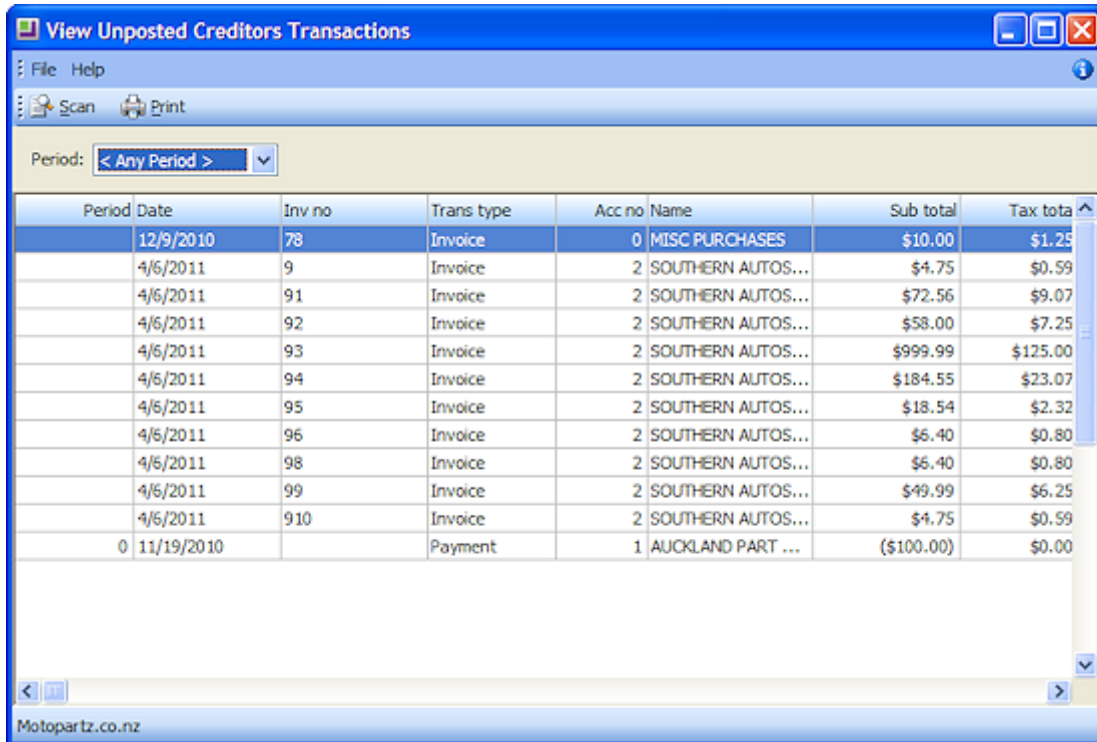 View Unposted Creditors Transactions
File Help
Scan Print
Period: < Any Period >
Period Date Inv no Trans type Acc no Name Sub total Tax tota
12/9/2010 78 Invoice 0 MISC PURCHASES $10.00 $1.25
4/6/2011 9 Invoice 2 SOUTHERN AUTOS... $4.75 $0.59
4/6/2011 91 Invoice 2 SOUTHERN AUTOS... $72.56 $9.07
4/6/2011 92 Invoice 2 SOUTHERN AUTOS... $58.00 $7.25
4/6/2011 93 Invoice 2 SOUTHERN AUTOS... $999.99 $125.00
4/6/2011 94 Invoice 2 SOUTHERN AUTOS... $184.55 $23.07
4/6/2011 95 Invoice 2 SOUTHERN AUTOS... $18.54 $2.32
4/6/2011 96 Invoice 2 SOUTHERN AUTOS... $6.40 $0.80
4/6/2011 98 Invoice 2 SOUTHERN AUTOS... $6.40 $0.80
4/6/2011 99 Invoice 2 SOUTHERN AUTOS... $49.99 $6.25
4/6/2011 910 Invoice 2 SOUTHERN AUTOS... $4.75 $0.59
0 11/19/2010 Payment 1 AUCKLAND PART ... ($100.00) $0.00
Motopartz.co.nz